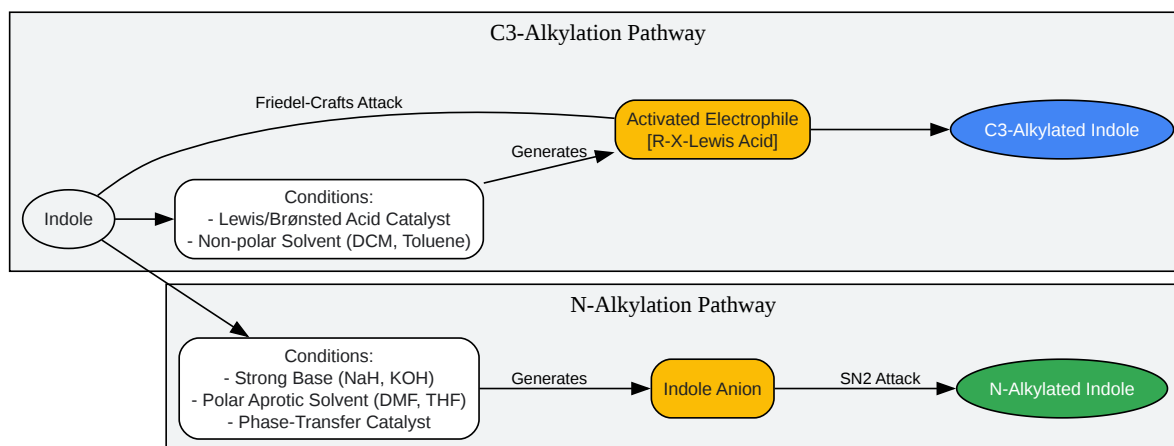 C3-Alkylation Pathway
Friedel-Crafts Attack
Activated Electrophile
[R-X-Lewis Acid]
C3-Alkylated Indole
Generates
Indole
Conditions:
- Lewis/Brønsted Acid Catalyst
- Non-polar Solvent (DCM, Toluene)
N-Alkylation Pathway
Conditions:
- Strong Base (NaH, KOH)
- Polar Aprotic Solvent (DMF, THF)
- Phase-Transfer Catalyst
Generates
Indole Anion
SN2 Attack
N-Alkylated Indole